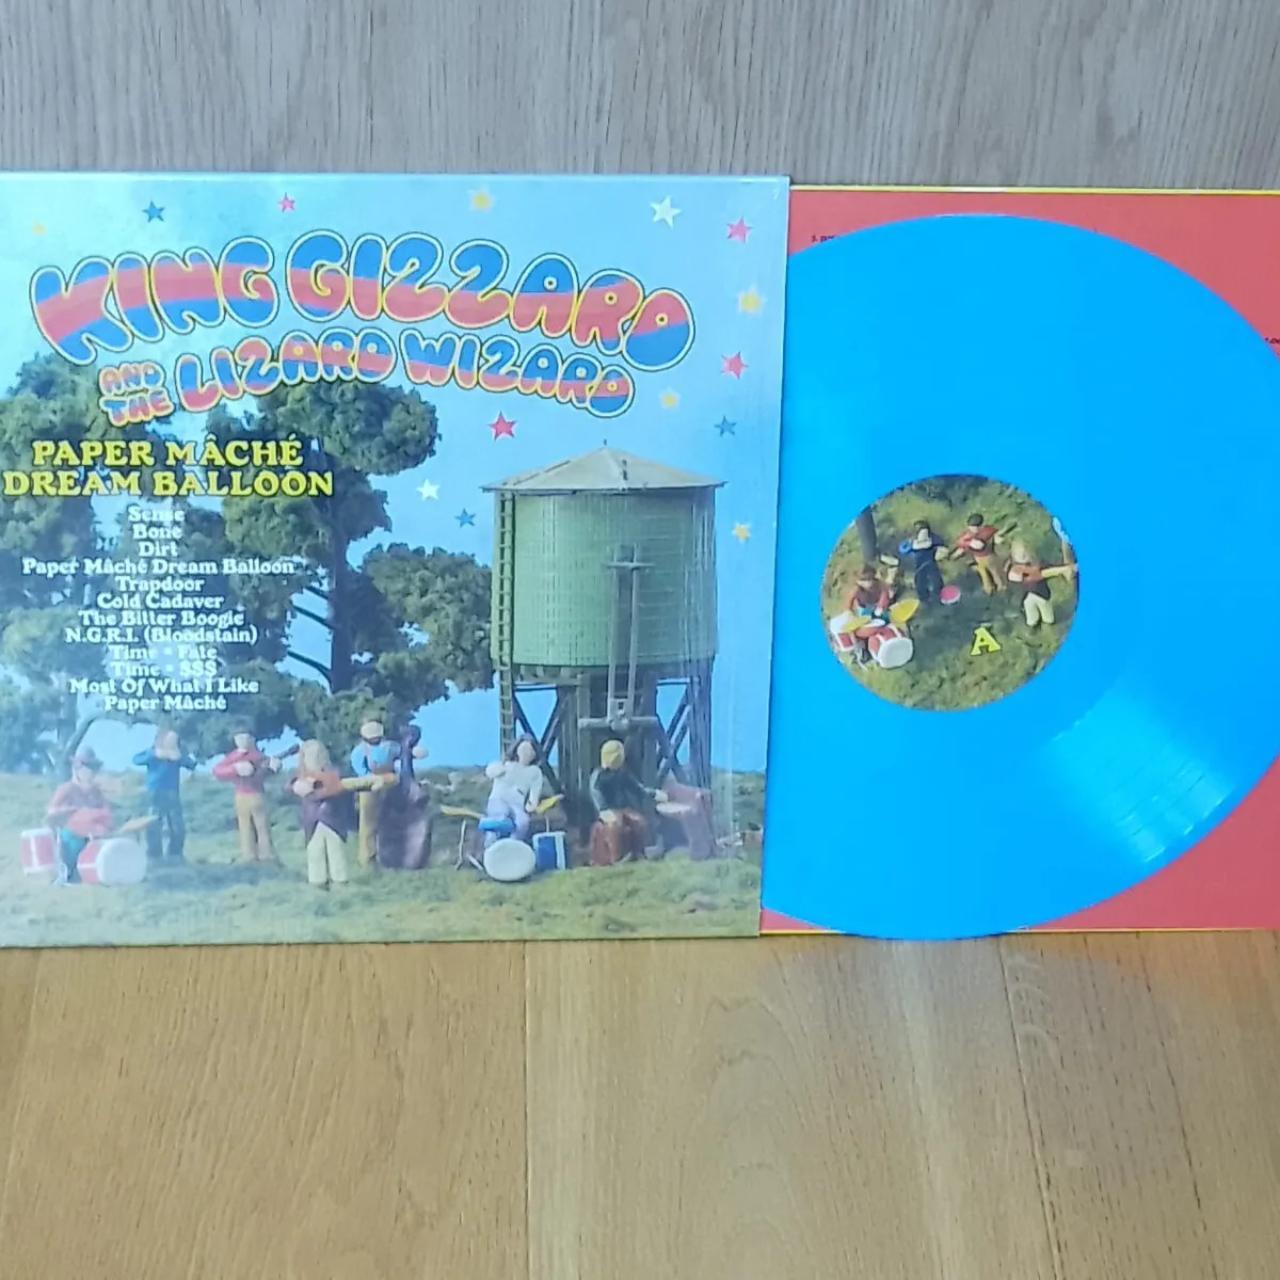 KING GIZZARD
AND THE LIZARD WIZARD
PAPER MÂCHÉ
DREAM BALLOON
Sense
Bone
Dirt
Paper Mâché Dream Balloon
Trapdoor
Cold Cadaver
The Bitter Boogie
N.G.R.I. (Bloodstain)
Time = Fate
Time = $$$
Most Of What I Like
Paper Mâché
A